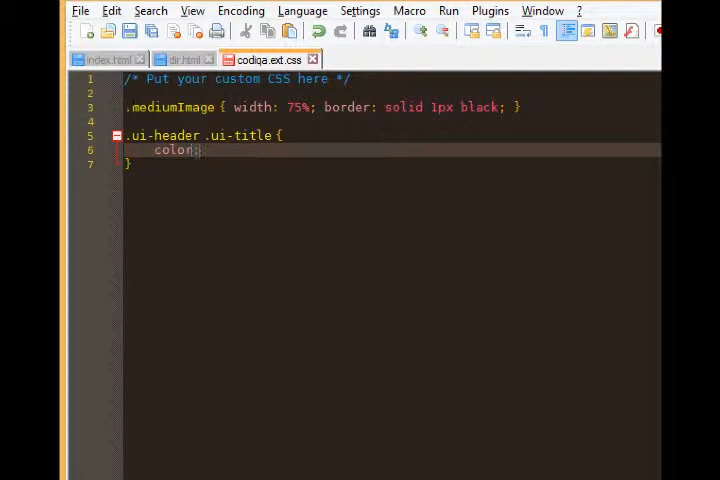 File Edit Search View Encoding Language Settings Macro Run Plugins Window ?
index.html dir.html codiqa.ext.css
1 /* Put your custom CSS here */
2
3 .mediumImage { width: 75%; border: solid 1px black; }
4
5 .ui-header .ui-title {
6 color
7 }